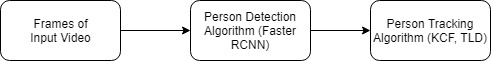 Frames of
Input Video
Person Detection
Algorithm (Faster
RCNN)
Person Tracking
Algorithm (KCF, TLD)